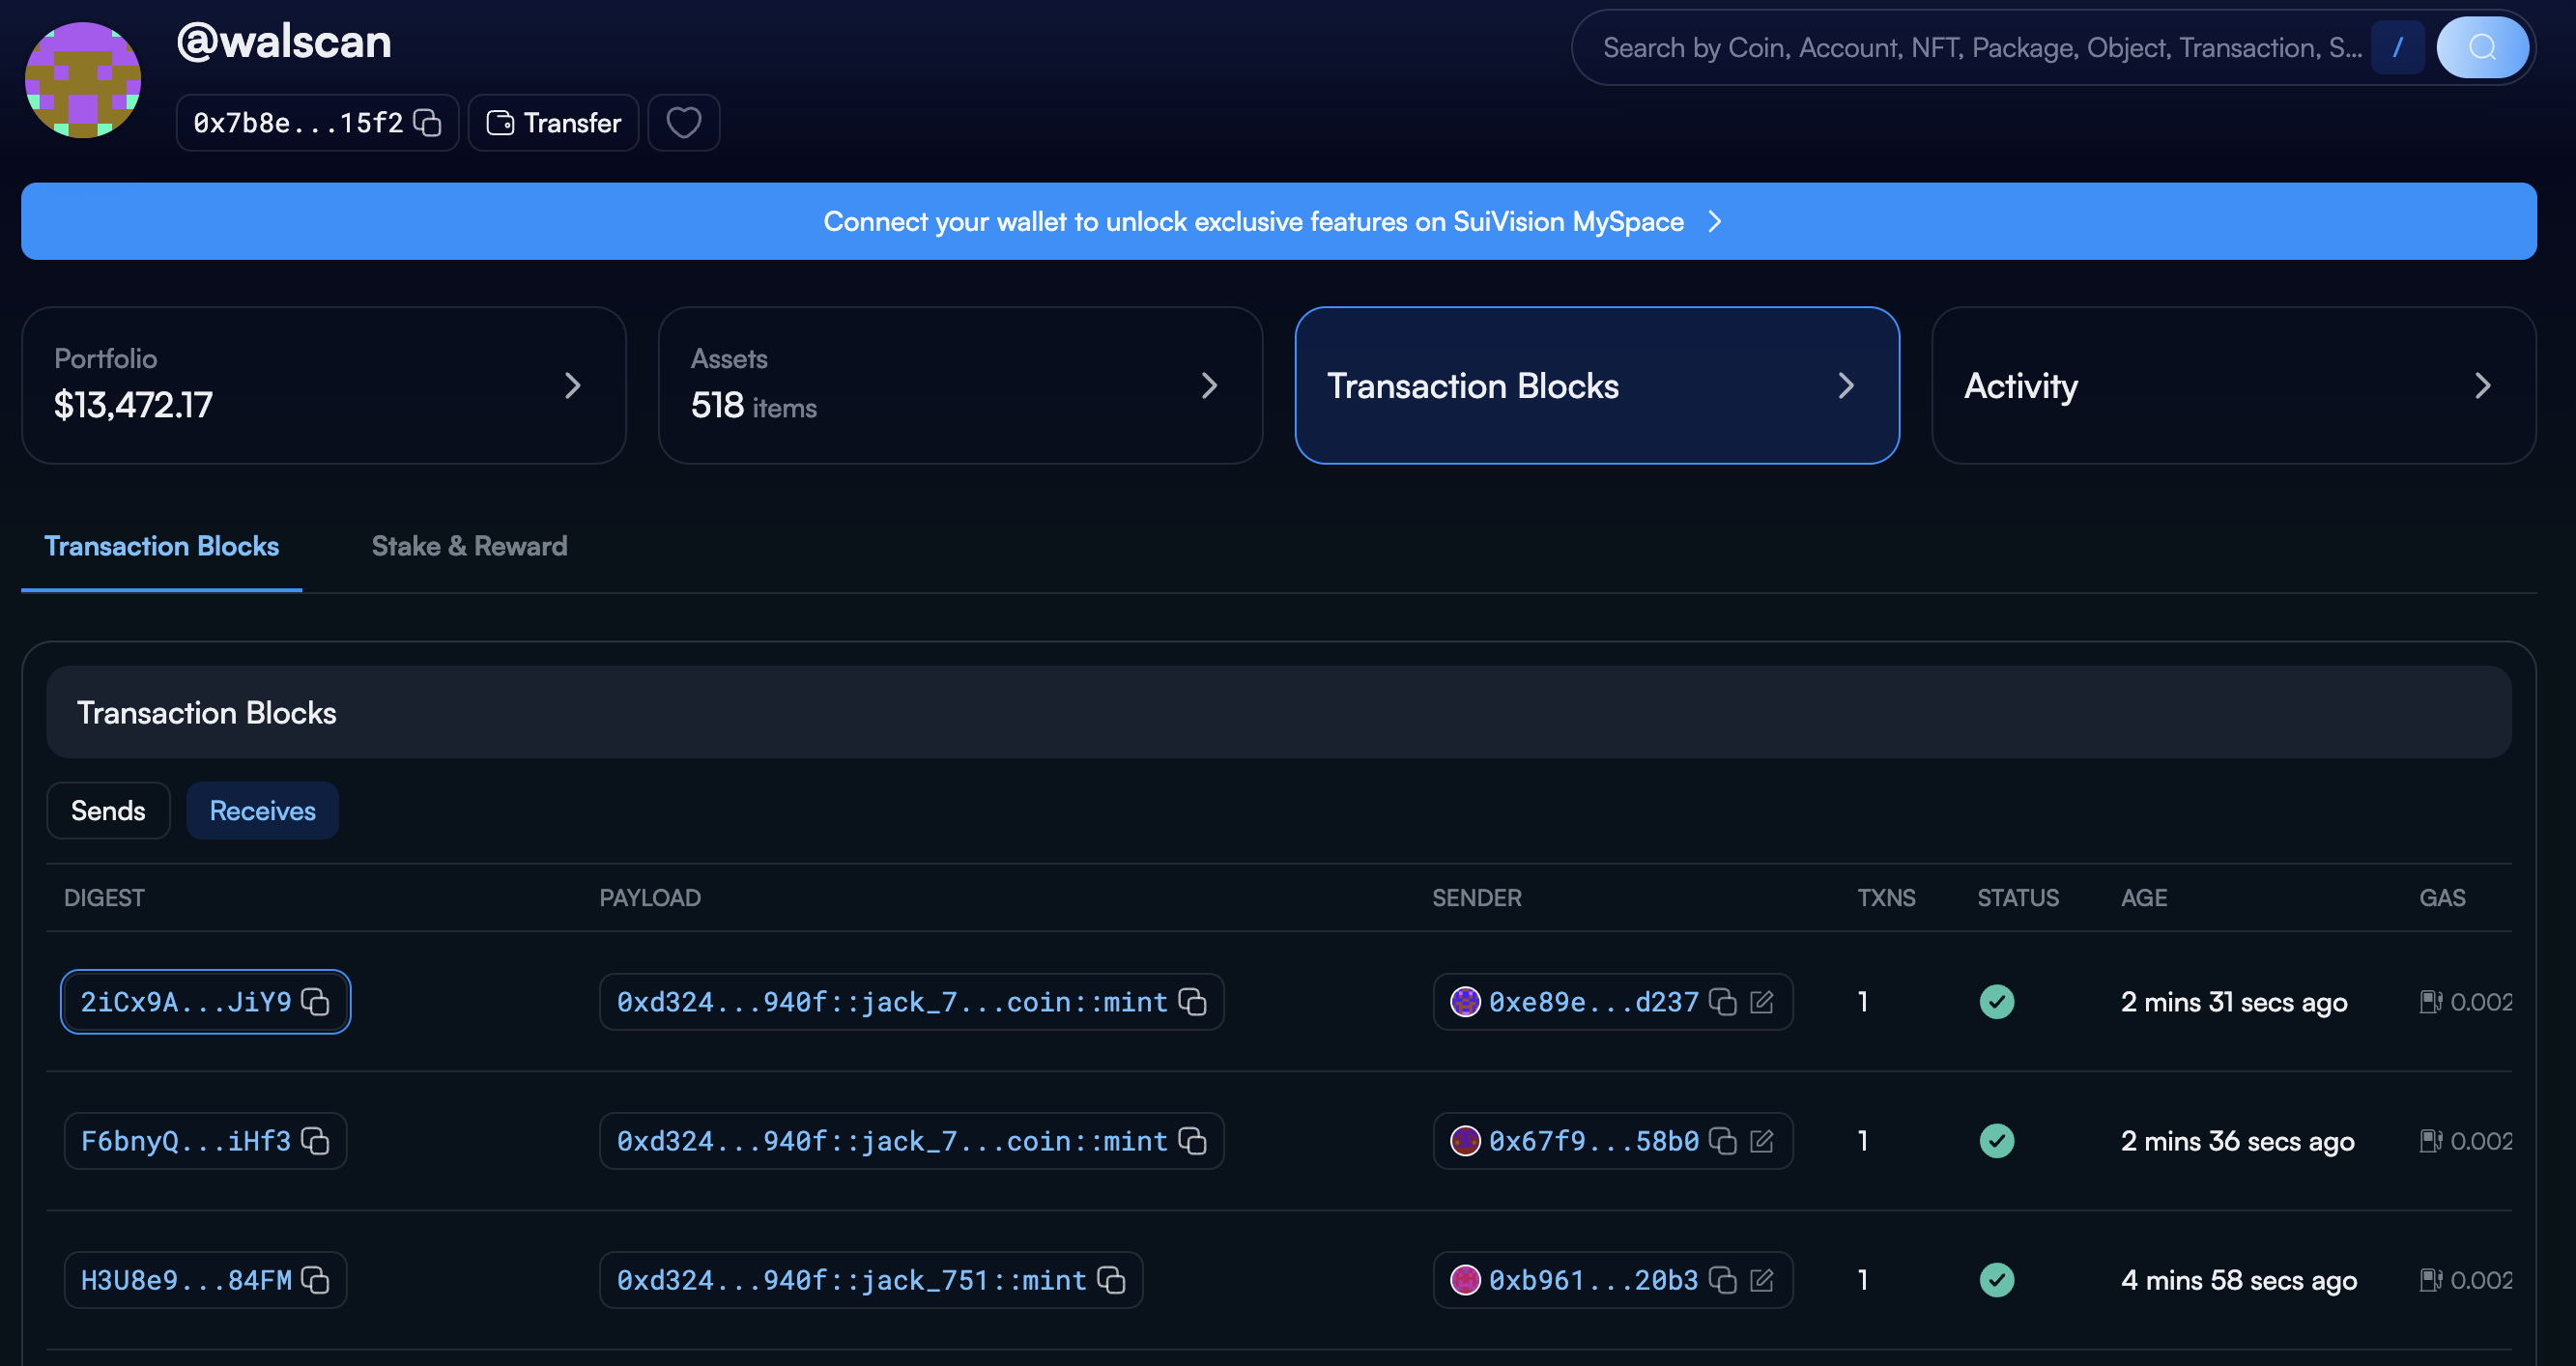 @walscan
Search by Coin, Account, NFT, Package, Object, Transaction, S... /
0x7b8e...15f2 Transfer
Connect your wallet to unlock exclusive features on SuiVision MySpace
Portfolio
$13,472.17
Assets
518 items
Transaction Blocks
Activity
Transaction Blocks Stake & Reward
Transaction Blocks
Sends Receives
DIGEST PAYLOAD SENDER TXNS STATUS AGE GAS
2iCx9A...JiY9 0xd324...940f::jack_7...coin::mint 0xe89e...d237 1 2 mins 31 secs ago 0.002
F6bnyQ...iHf3 0xd324...940f::jack_7...coin::mint 0x67f9...58b0 1 2 mins 36 secs ago 0.002
H3U8e9...84FM 0xd324...940f::jack_751::mint 0xb961...20b3 1 4 mins 58 secs ago 0.002